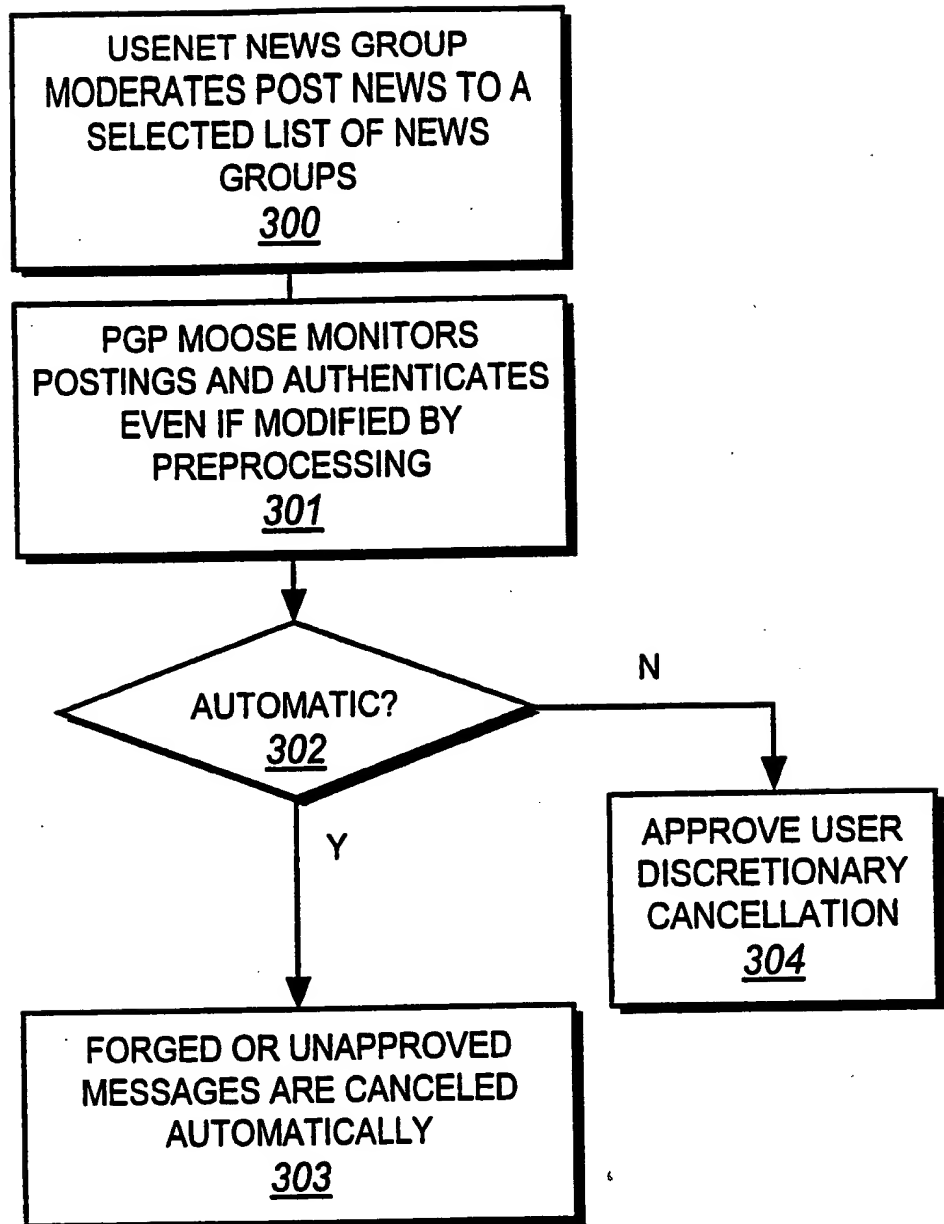 USENET NEWS GROUP
MODERATES POST NEWS TO A
SELECTED LIST OF NEWS
GROUPS
300
PGP MOOSE MONITORS
POSTINGS AND AUTHENTICATES
EVEN IF MODIFIED BY
PREPROCESSING
301
AUTOMATIC?
302
N
Y
APPROVE USER
DISCRETIONARY
CANCELLATION
304
FORGED OR UNAPPROVED
MESSAGES ARE CANCELED
AUTOMATICALLY
303